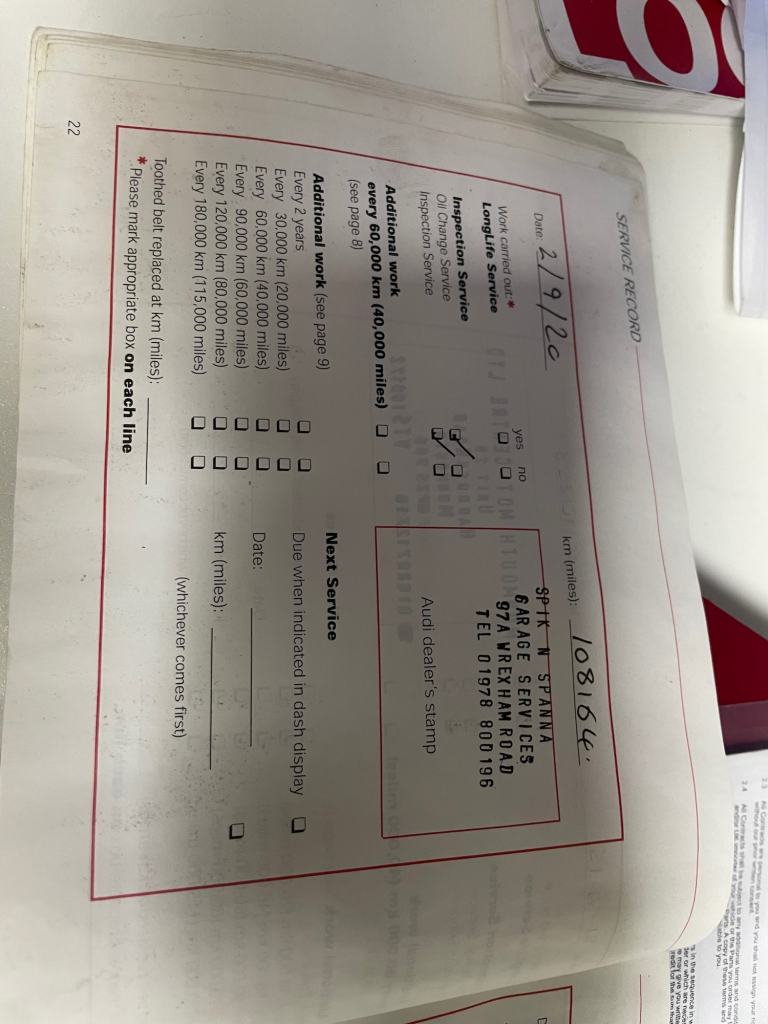 SERVICE RECORD
Date: 2/9/20 km (miles): 108164.
Work carried out:* yes no
LongLife Service
Inspection Service
Oil Change Service
Inspection Service
SPIK N SPANNA
GARAGE SERVICES
97A WREXHAM ROAD
TEL 01978 800196
Audi dealer's stamp
Additional work
every 60,000 km (40,000 miles)
(see page 8)
Additional work (see page 9)
Every 2 years
Every 30,000 km (20,000 miles)
Every 60,000 km (40,000 miles)
Every 90,000 km (60,000 miles)
Every 120,000 km (80,000 miles)
Every 180,000 km (115,000 miles)
Next Service
Due when indicated in dash display
Date:
km (miles):
(whichever comes first)
Toothed belt replaced at km (miles):
* Please mark appropriate box on each line
22